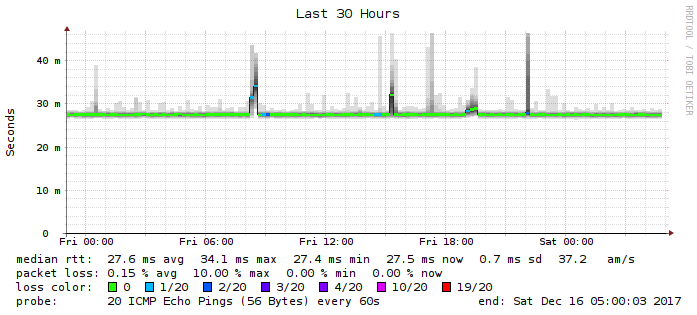 Last 30 Hours
RRDTOOL / TOBI OETIKER
Seconds
40 m
30 m
20 m
10 m
0
Fri 00:00 Fri 06:00 Fri 12:00 Fri 18:00 Sat 00:00
median rtt: 27.6 ms avg 34.1 ms max 27.4 ms min 27.5 ms now 0.7 ms sd 37.2 am/s
packet loss: 0.15 % avg 10.00 % max 0.00 % min 0.00 % now
loss color: 0 1/20 2/20 3/20 4/20 10/20 19/20
probe: 20 ICMP Echo Pings (56 Bytes) every 60s end: Sat Dec 16 05:00:03 2017